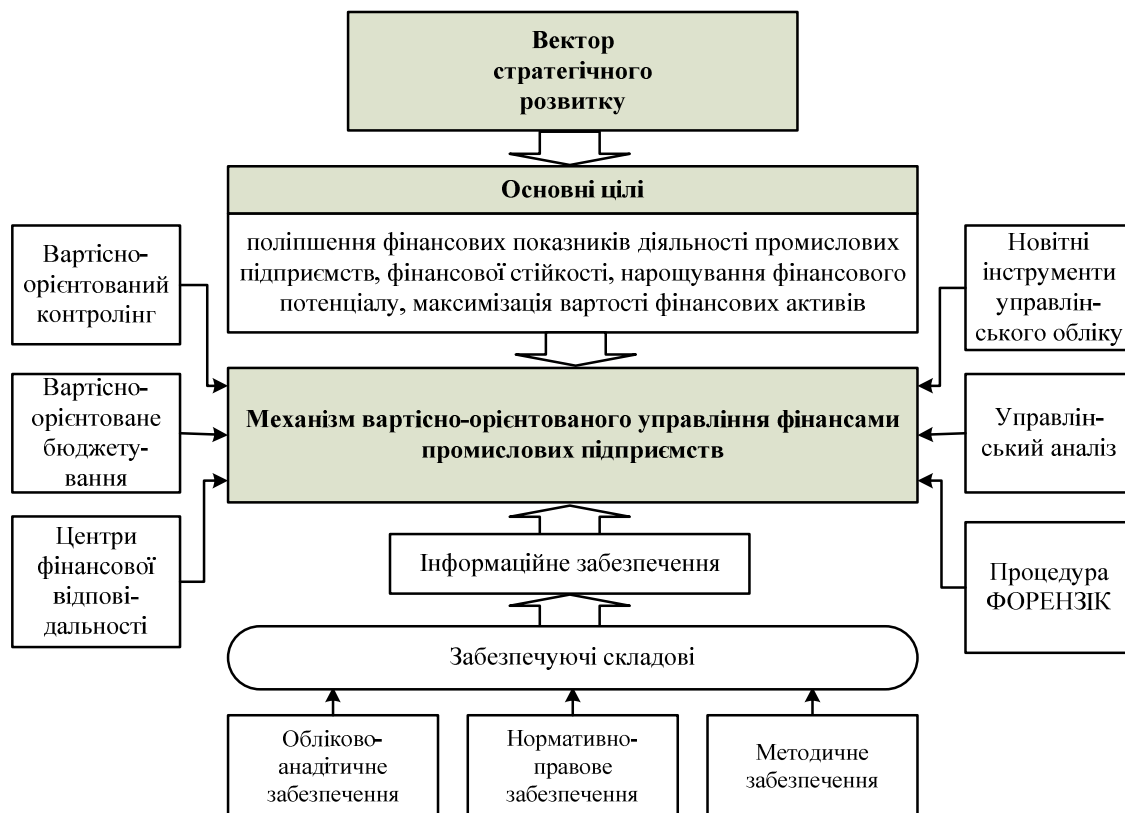 Вектор
стратегічного
розвитку
Основні цілі
поліпшення фінансових показників діяльності промислових
підприємств, фінансової стійкості, нарощування фінансового
потенціалу, максимізація вартості фінансових активів
Вартісно-
орієнтований
контролінг
Вартісно-
орієнтоване
бюджету-
вання
Центри
фінансової
відпові-
дальності
Механізм вартісно-орієнтованого управління фінансами
промислових підприємств
Новітні
інструменти
управлін-
ського обліку
Управлін-
ський аналіз
Процедура
ФОРЕНЗІК
Інформаційне забезпечення
Забезпечуючі складові
Обліково-
анадітичне
забезпечення
Нормативно-
правове
забезпечення
Методичне
забезпечення